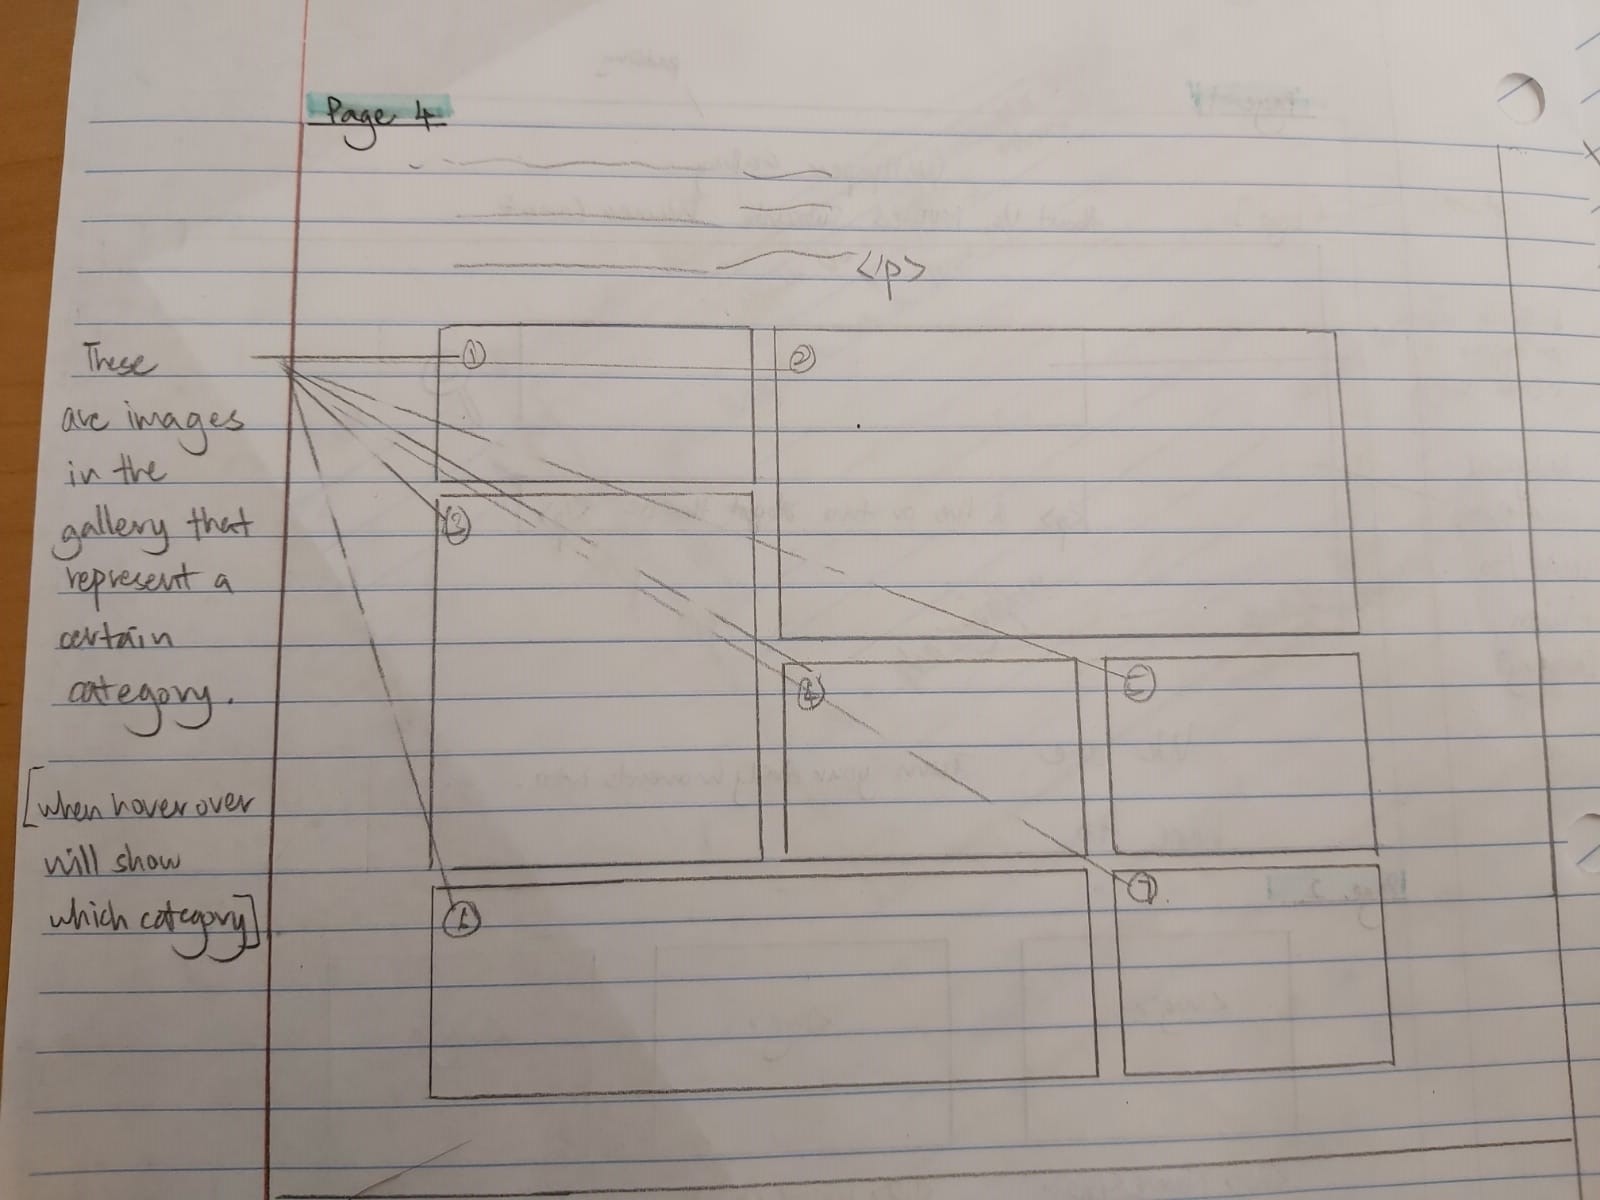 Page 4
</p>
These
are images
in the
gallery that
represent a
certain
category.
[when hover over
will show
which category]
①
②
③
④
⑤
⑥
⑦